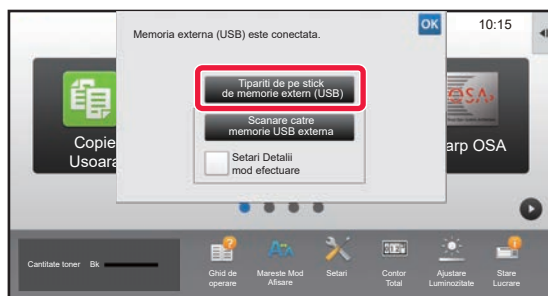 Memoria externa (USB) este conectata.
OK
10:15
Tipariti de pe stick
de memorie extern (USB)
Scanare catre
memorie USB externa
Setari Detalii
mod efectuare
Copie
Usoara
OSA
arp OSA
Cantitate toner Bk
Ghid de
operare
Mareste Mod
Afisare
Setari
Contor
Total
Ajustare
Luminozitate
Stare
Lucrare